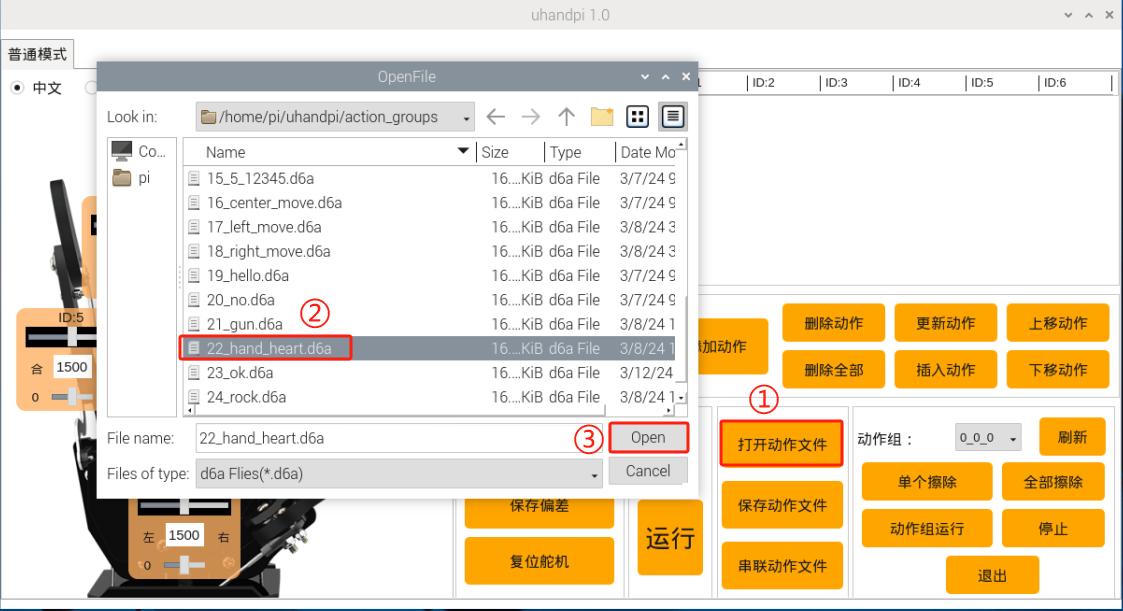 uhandpi 1.0
普通模式
中文
OpenFile
ID:2 ID:3 ID:4 ID:5 ID:6
Look in: /home/pi/uhandpi/action_groups
Co...
pi
Name Size Type Date Mo
15_5_12345.d6a 16....KiB d6a File 3/7/24 9
16_center_move.d6a 16....KiB d6a File 3/7/24 9
17_left_move.d6a 16....KiB d6a File 3/8/24 3
18_right_move.d6a 16....KiB d6a File 3/8/24 3
19_hello.d6a 16....KiB d6a File 3/7/24 9
20_no.d6a 16....KiB d6a File 3/7/24 9
21_gun.d6a 16....KiB d6a File 3/8/24 1
②
22_hand_heart.d6a 16....KiB d6a File 3/8/24 1
23_ok.d6a 16....KiB d6a File 3/12/24
24_rock.d6a 16....KiB d6a File 3/8/24 1
File name: 22_hand_heart.d6a
③ Open
Files of type: d6a Flies(*.d6a)
Cancel
ID:5
合 1500
0
左 1500 右
0
加动作
删除动作 更新动作 上移动作
删除全部 插入动作 下移动作
①
打开动作文件
保存动作文件
串联动作文件
动作组： 0_0_0 刷新
单个擦除 全部擦除
动作组运行 停止
退出
保存偏差
复位舵机
运行